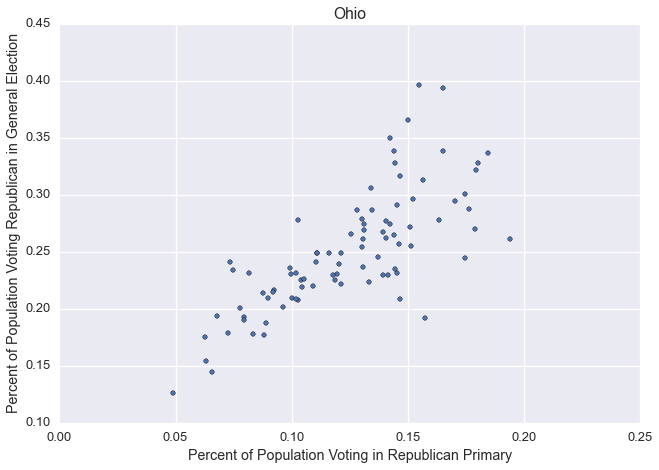 Ohio
Percent of Population Voting Republican in General Election
0.45
0.40
0.35
0.30
0.25
0.20
0.15
0.10
0.00 0.05 0.10 0.15 0.20 0.25
Percent of Population Voting in Republican Primary